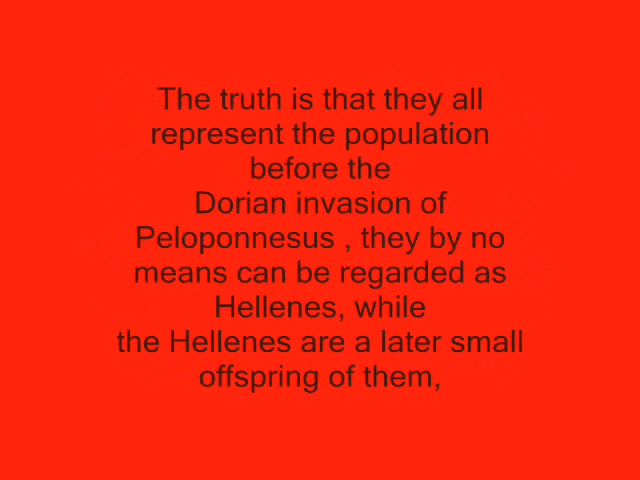 The truth is that they all
represent the population
before the
Dorian invasion of
Peloponnesus , they by no
means can be regarded as
Hellenes, while
the Hellenes are a later small
offspring of them,